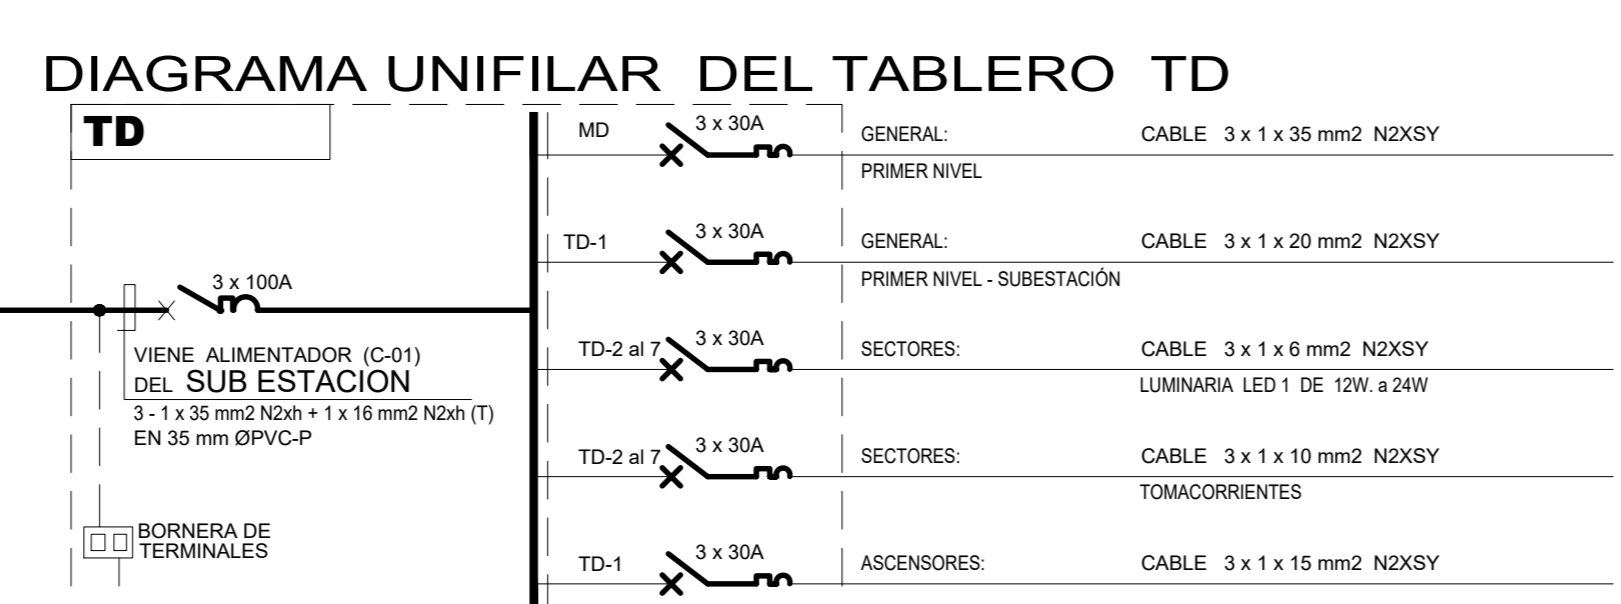 DIAGRAMA UNIFILAR DEL TABLERO TD
TD
3 x 100A
VIENE ALIMENTADOR (C-01)
DEL SUB ESTACION
3 - 1 x 35 mm2 N2xh + 1 x 16 mm2 N2xh (T)
EN 35 mm ØPVC-P
BORNERA DE
TERMINALES
MD 3 x 30A GENERAL: CABLE 3 x 1 x 35 mm2 N2XSY
PRIMER NIVEL
TD-1 3 x 30A GENERAL: CABLE 3 x 1 x 20 mm2 N2XSY
PRIMER NIVEL - SUBESTACIÓN
TD-2 al 7 3 x 30A SECTORES: CABLE 3 x 1 x 6 mm2 N2XSY
LUMINARIA LED 1 DE 12W. a 24W
TD-2 al 7 3 x 30A SECTORES: CABLE 3 x 1 x 10 mm2 N2XSY
TOMACORRIENTES
TD-1 3 x 30A ASCENSORES: CABLE 3 x 1 x 15 mm2 N2XSY